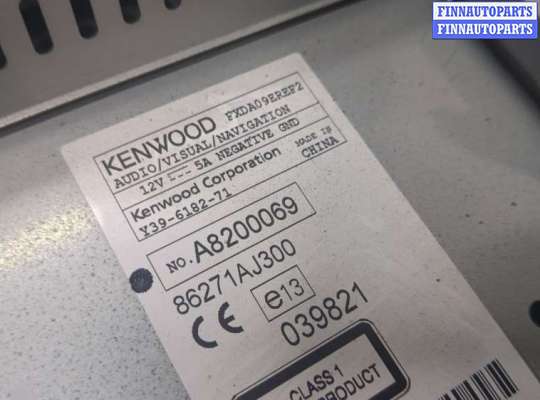 FINNAUTOPARTS
FINNAUTOPARTS
KENWOOD FXDA09EREF2
AUDIO/VISUAL/NAVIGATION
12V 5A NEGATIVE GND
Kenwood Corporation MADE IN
Y39-6182-71 CHINA
NO. A8200069
86271AJ300
CE e13
039821
CLASS 1
PRODUCT